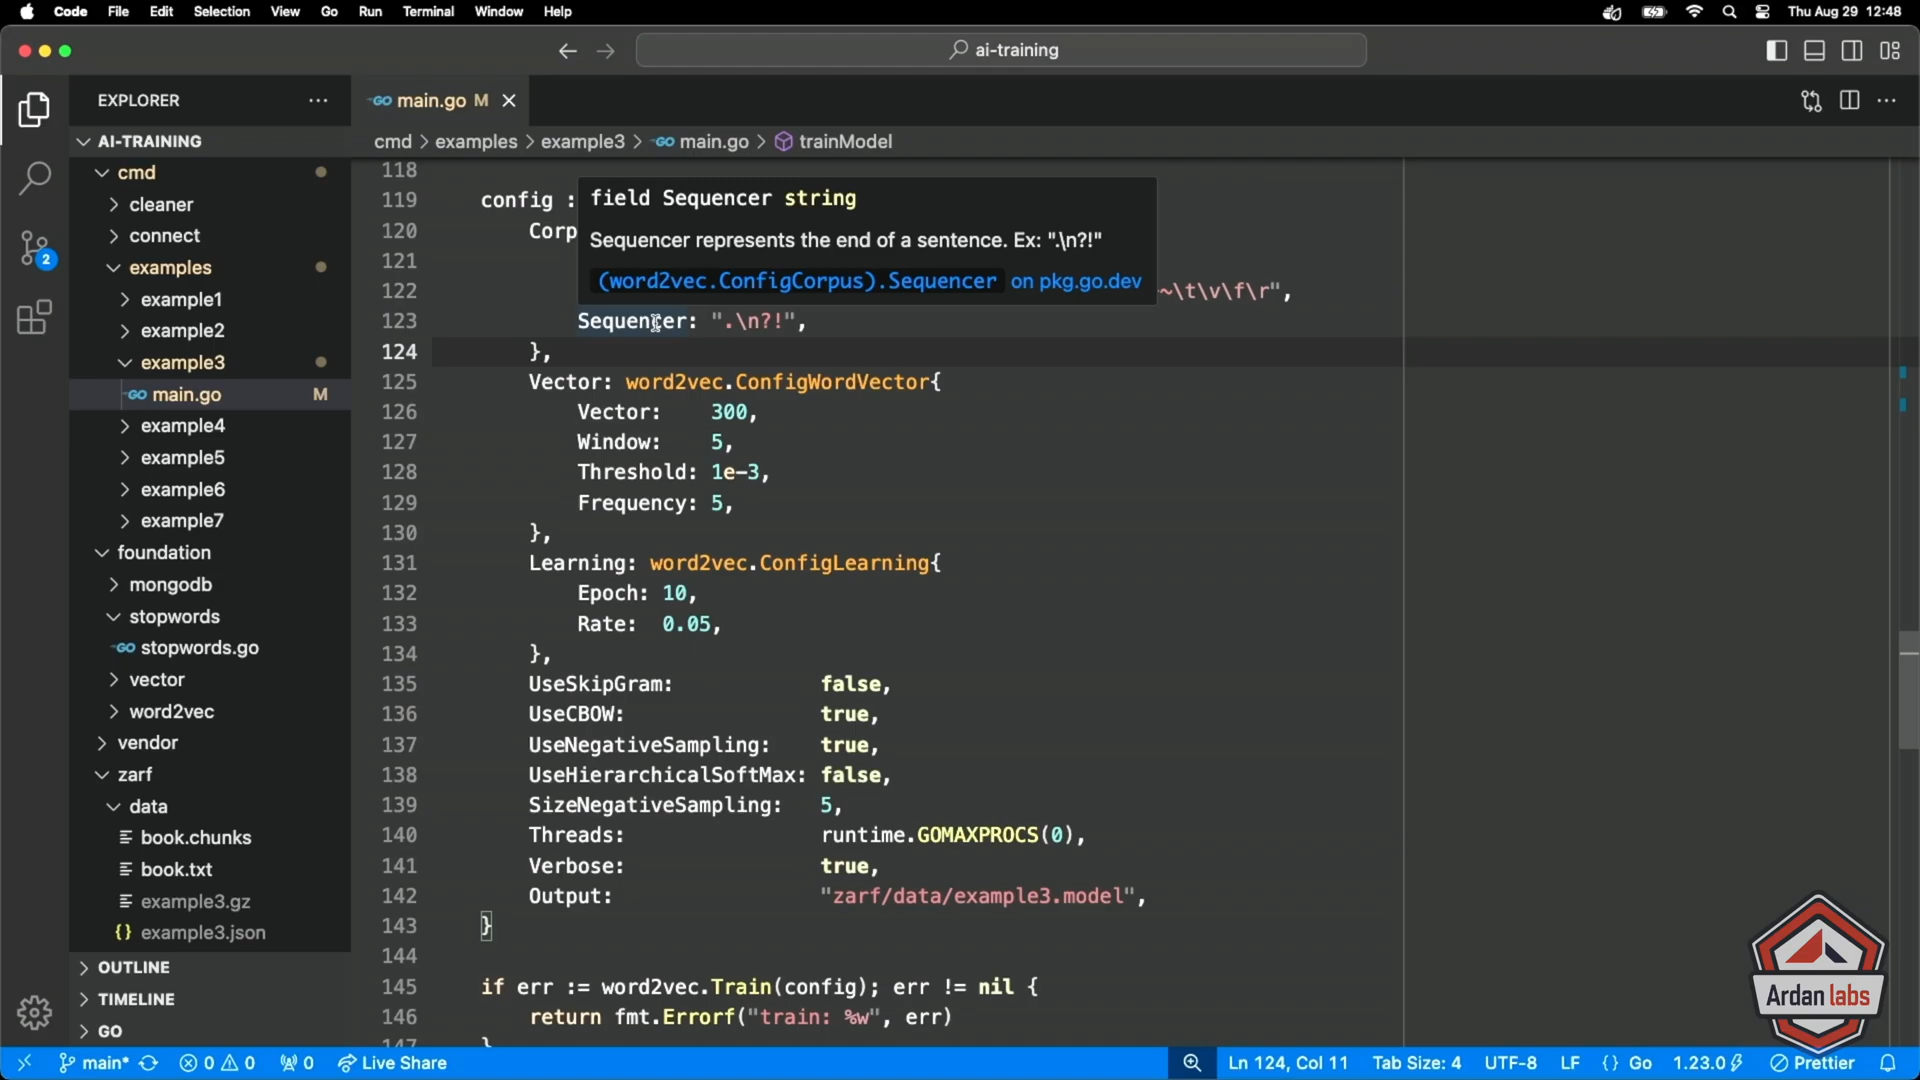 Code File Edit Selection View Go Run Terminal Window Help
Thu Aug 29 12:48
ai-training
EXPLORER
main.go M
AI-TRAINING
cmd > examples > example3 > main.go > trainModel
cmd
cleaner
connect
examples
example1
example2
example3
main.go M
example4
example5
example6
example7
foundation
mongodb
stopwords
stopwords.go
vector
word2vec
vendor
zarf
data
book.chunks
book.txt
example3.gz
example3.json
OUTLINE
TIMELINE
GO
2
118
119 config :
120 Corp
121
122 ~\t\v\f\r",
123 Sequencer: ".\n?!",
124 },
125 Vector: word2vec.ConfigWordVector{
126 Vector: 300,
127 Window: 5,
128 Threshold: 1e-3,
129 Frequency: 5,
130 },
131 Learning: word2vec.ConfigLearning{
132 Epoch: 10,
133 Rate: 0.05,
134 },
135 UseSkipGram: false,
136 UseCBOW: true,
137 UseNegativeSampling: true,
138 UseHierarchicalSoftMax: false,
139 SizeNegativeSampling: 5,
140 Threads: runtime.GOMAXPROCS(0),
141 Verbose: true,
142 Output: "zarf/data/example3.model",
143 }
144
145 if err := word2vec.Train(config); err != nil {
146 return fmt.Errorf("train: %w", err)
147 }
field Sequencer string
Sequencer represents the end of a sentence. Ex: ".\n?!"
(word2vec.ConfigCorpus).Sequencer on pkg.go.dev
Ardan labs
main* 0 0 0 Live Share
Ln 124, Col 11 Tab Size: 4 UTF-8 LF {} Go 1.23.0 Prettier